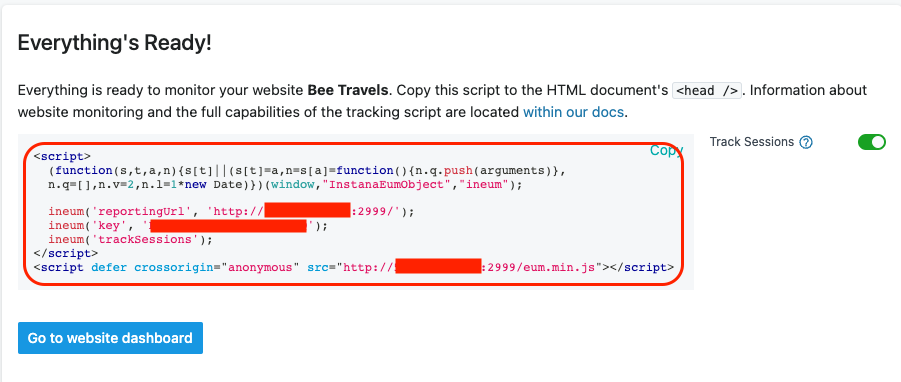 Everything's Ready!
Everything is ready to monitor your website Bee Travels. Copy this script to the HTML document's <head />. Information about
website monitoring and the full capabilities of the tracking script are located within our docs.
Track Sessions ?
Copy
<script>
(function(s,t,a,n){s[t]||(s[t]=a,n=s[a]=function(){n.q.push(arguments)},
n.q=[],n.v=2,n.l=1*new Date)})(window,"InstanaEumObject","ineum");
ineum('reportingUrl', 'http:// :2999/');
ineum('key', ' ');
ineum('trackSessions');
</script>
<script defer crossorigin="anonymous" src="http:// :2999/eum.min.js"></script>
Go to website dashboard